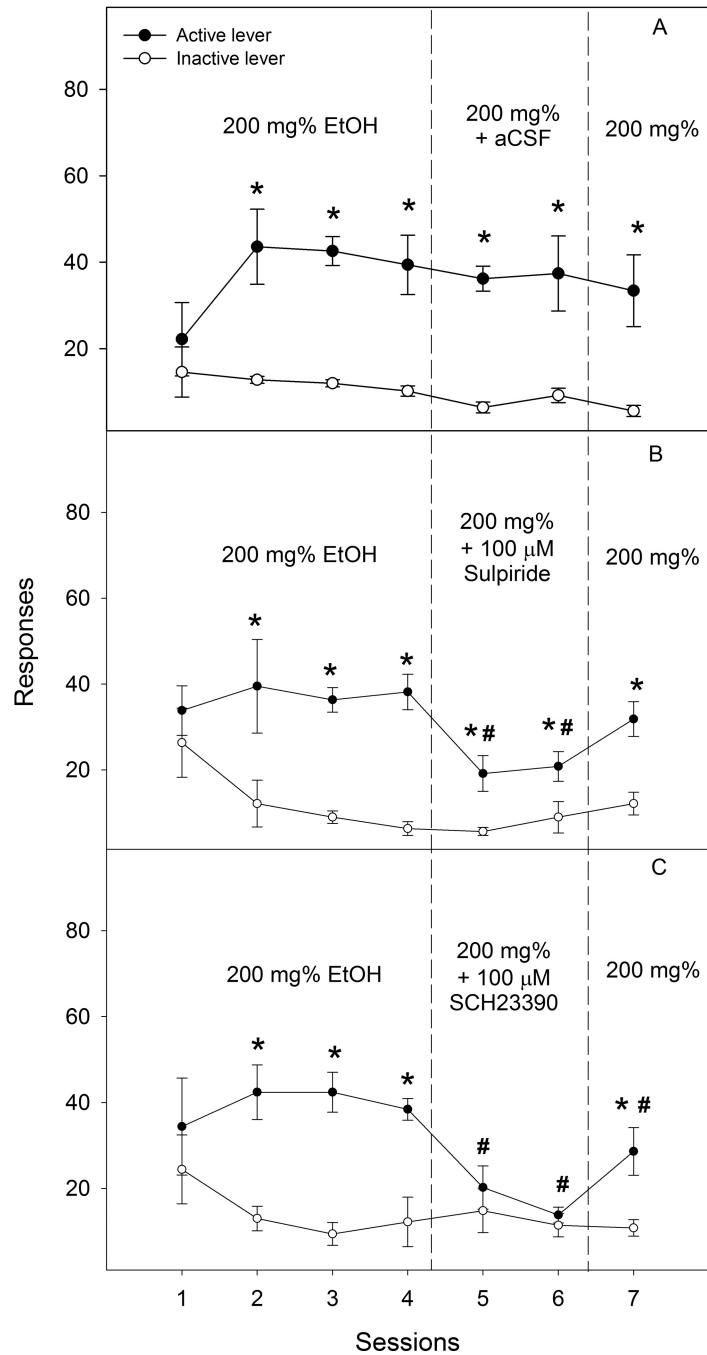 A
Active lever
Inactive lever
80
60
40
20
200 mg% EtOH
200 mg%
+ aCSF
200 mg%
*
*
*
*
*
*
B
80
60
40
20
200 mg% EtOH
200 mg%
+ 100 μM
Sulpiride
200 mg%
*
*
*
*#
*#
*
Responses
C
80
60
40
20
200 mg% EtOH
200 mg%
+ 100 μM
SCH23390
200 mg%
*
*
*
#
#
*#
1 2 3 4 5 6 7
Sessions